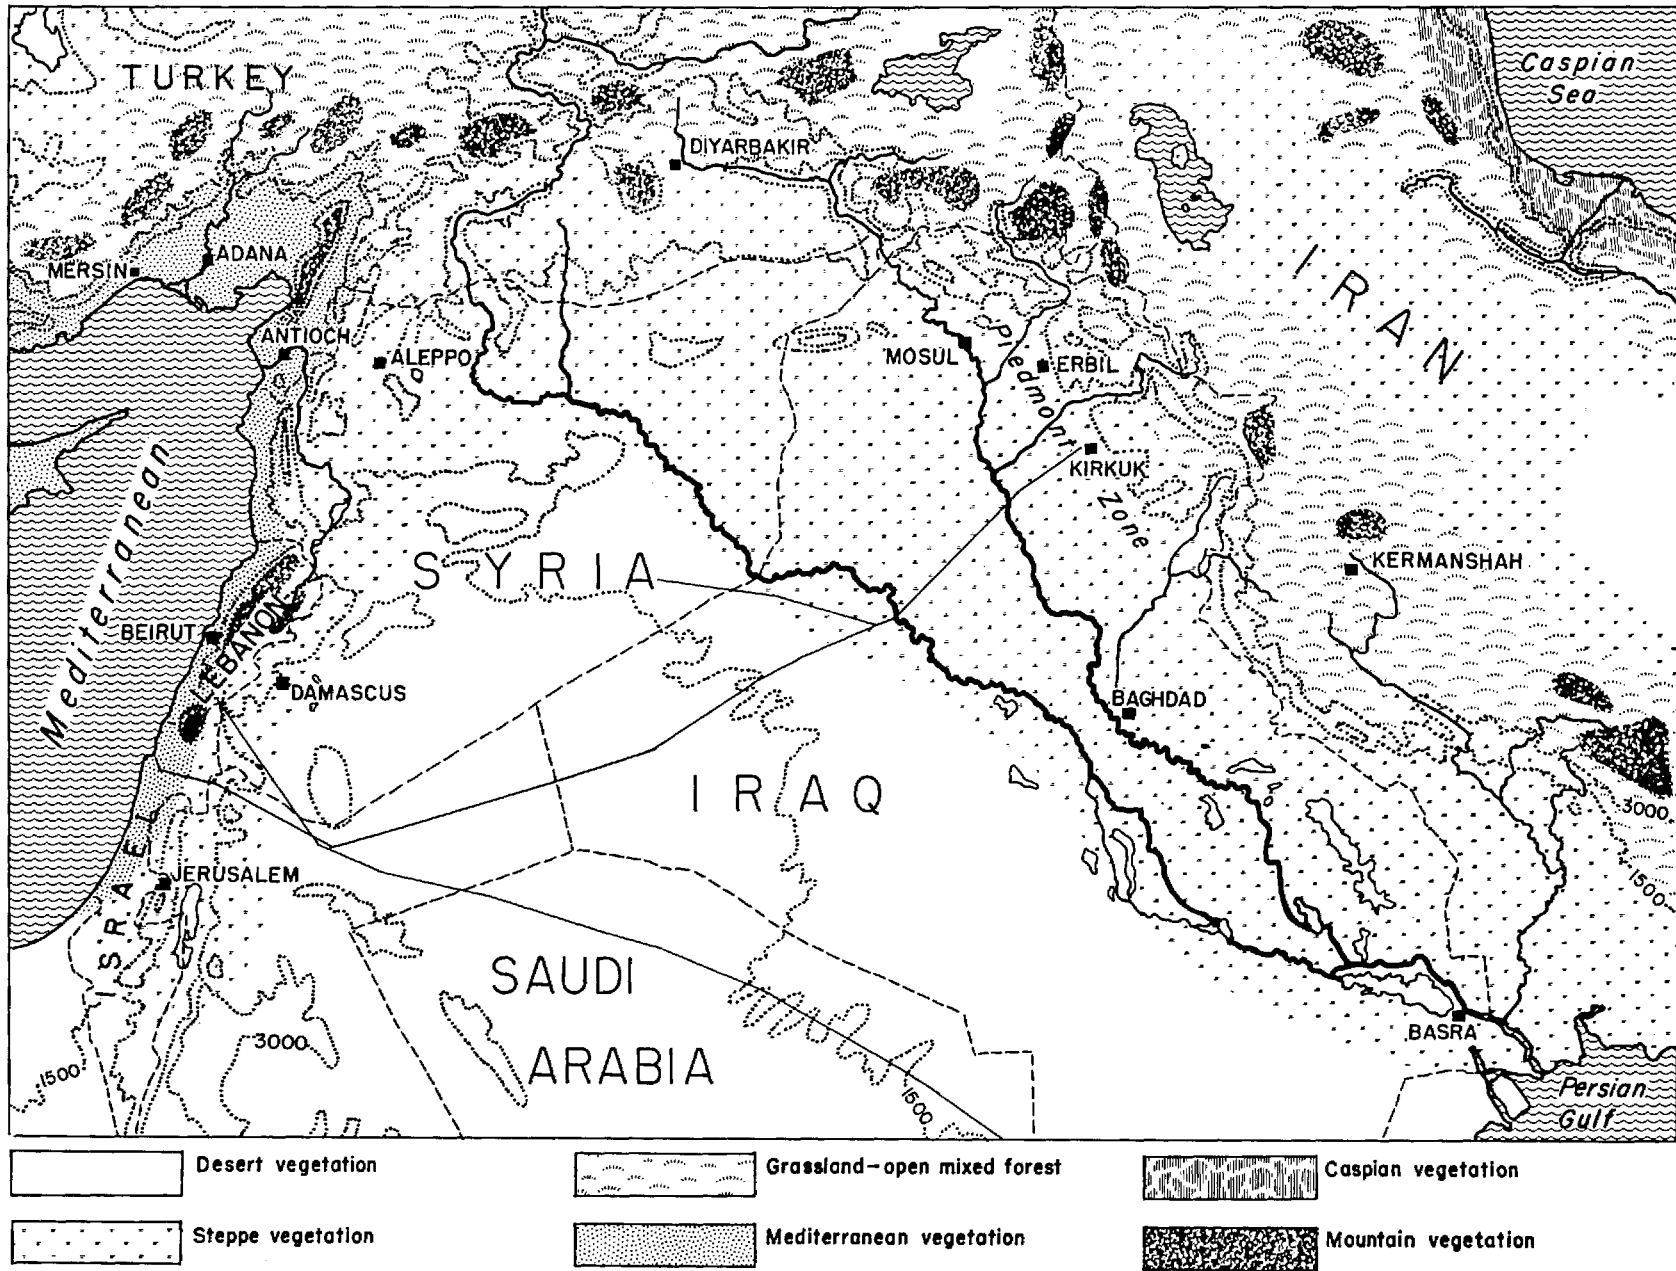 TURKEY
Caspian
Sea
DIYARBAKIR
ADANA
MERSIN
IRAN
ANTIOCH
ALEPPO
MOSUL
ERBIL
Piedmont
Zone
KIRKUK
Mediterranean
SYRIA
KERMANSHAH
BEIRUT
LEBANON
DAMASCUS
BAGHDAD
IRAQ
3000
1500
ISRAEL
JERUSALEM
SAUDI
ARABIA
3000
1500
1500
BASRA
Persian
Gulf
Desert vegetation
Grassland-open mixed forest
Caspian vegetation
Steppe vegetation
Mediterranean vegetation
Mountain vegetation